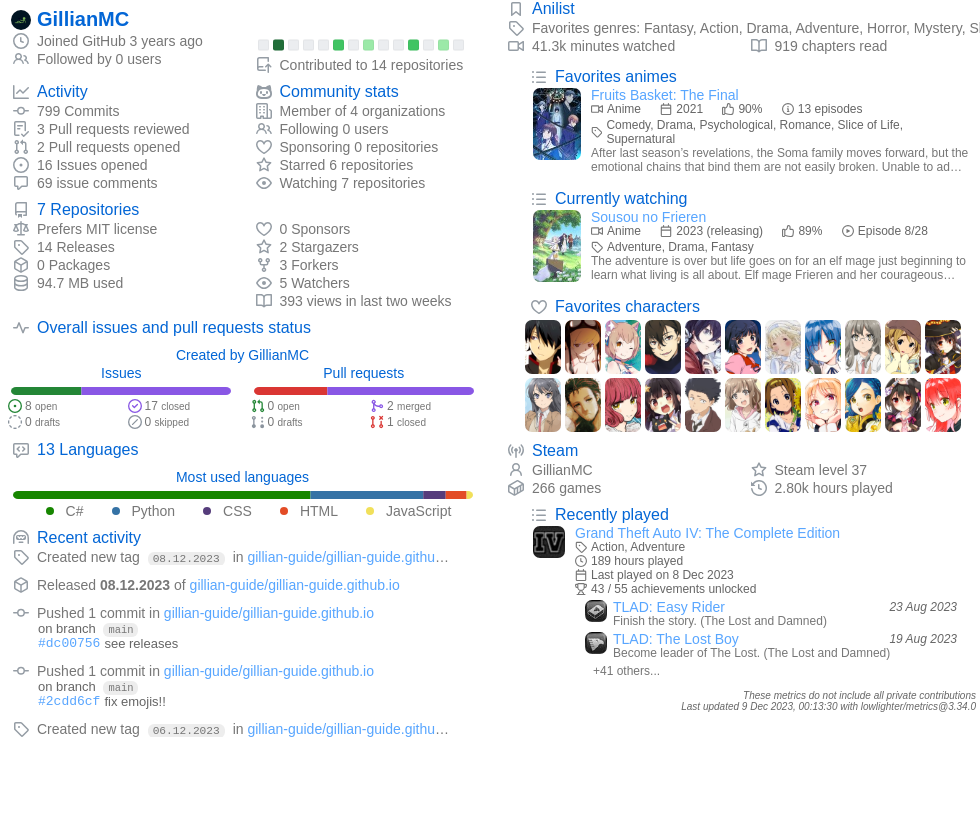 GillianMC
Joined GitHub 3 years ago
Followed by 0 users
Contributed to 14 repositories
Activity
799 Commits
3 Pull requests reviewed
2 Pull requests opened
16 Issues opened
69 issue comments
Community stats
Member of 4 organizations
Following 0 users
Sponsoring 0 repositories
Starred 6 repositories
Watching 7 repositories
7 Repositories
Prefers MIT license
14 Releases
0 Packages
94.7 MB used
0 Sponsors
2 Stargazers
3 Forkers
5 Watchers
393 views in last two weeks
Overall issues and pull requests status
Created by GillianMC
Issues
8 open
17 closed
0 drafts
0 skipped
Pull requests
0 open
2 merged
0 drafts
1 closed
13 Languages
Most used languages
C# Python CSS HTML JavaScript
Recent activity
Created new tag 08.12.2023 in gillian-guide/gillian-guide.githu…
Released 08.12.2023 of gillian-guide/gillian-guide.github.io
Pushed 1 commit in gillian-guide/gillian-guide.github.io
on branch main
#dc00756 see releases
Pushed 1 commit in gillian-guide/gillian-guide.github.io
on branch main
#2cdd6cf fix emojis!!
Created new tag 06.12.2023 in gillian-guide/gillian-guide.githu…
Anilist
Favorites genres: Fantasy, Action, Drama, Adventure, Horror, Mystery, Sl
41.3k minutes watched
919 chapters read
Favorites animes
Fruits Basket: The Final
Anime 2021 90% 13 episodes
Comedy, Drama, Psychological, Romance, Slice of Life,
Supernatural
After last season's revelations, the Soma family moves forward, but the
emotional chains that bind them are not easily broken. Unable to ad…
Currently watching
Sousou no Frieren
Anime 2023 (releasing) 89% Episode 8/28
Adventure, Drama, Fantasy
The adventure is over but life goes on for an elf mage just beginning to
learn what living is all about. Elf mage Frieren and her courageous…
Favorites characters
Steam
GillianMC
Steam level 37
266 games
2.80k hours played
Recently played
Grand Theft Auto IV: The Complete Edition
IV
Action, Adventure
189 hours played
Last played on 8 Dec 2023
43 / 55 achievements unlocked
TLAD: Easy Rider 23 Aug 2023
Finish the story. (The Lost and Damned)
TLAD: The Lost Boy 19 Aug 2023
Become leader of The Lost. (The Lost and Damned)
+41 others...
These metrics do not include all private contributions
Last updated 9 Dec 2023, 00:13:30 with lowlighter/metrics@3.34.0